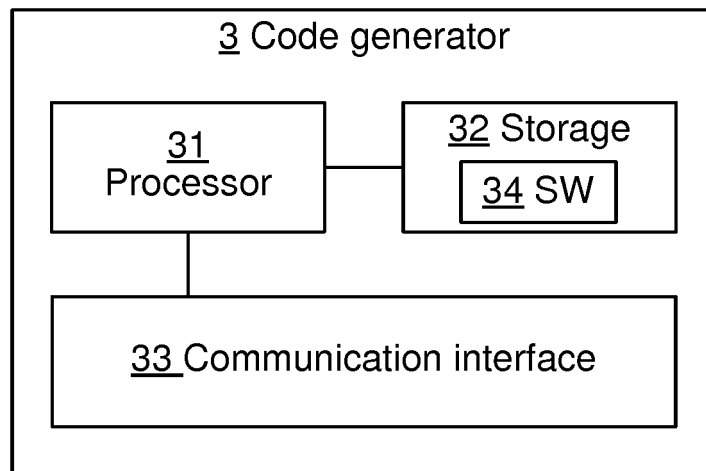 3 Code generator
31
Processor
32 Storage
34 SW
33 Communication interface